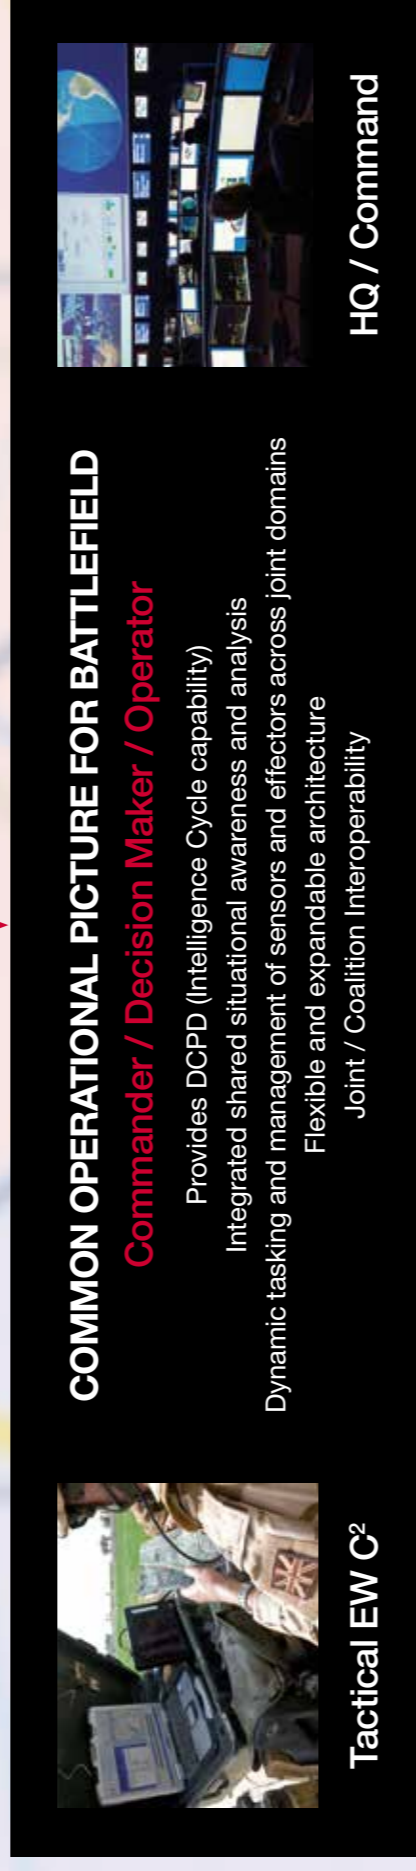 COMMON OPERATIONAL PICTURE FOR BATTLEFIELD
Commander / Decision Maker / Operator
Provides DCPD (Intelligence Cycle capability)
Integrated shared situational awareness and analysis
Dynamic tasking and management of sensors and effectors across joint domains
Flexible and expandable architecture
Joint / Coalition Interoperability
Tactical EW C²
HQ / Command